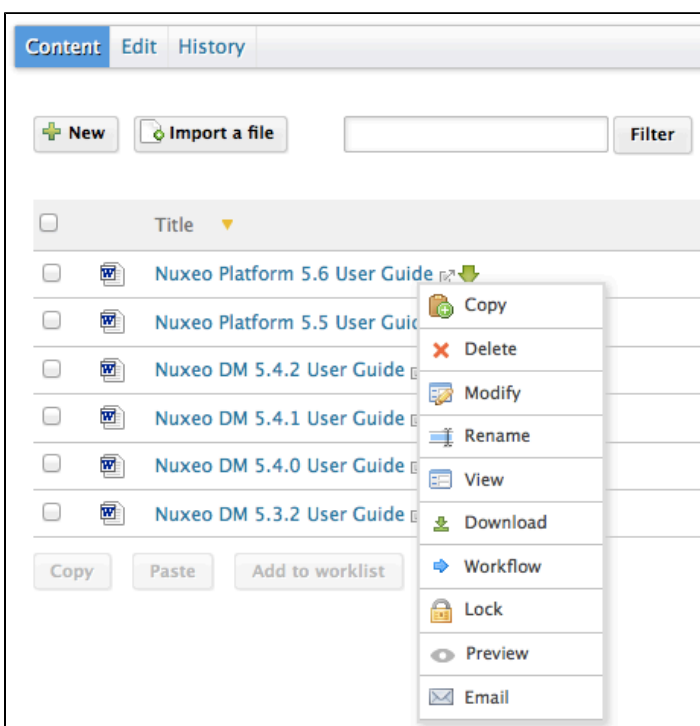 Content Edit History
New Import a file Filter
Title
Nuxeo Platform 5.6 User Guide
Copy
Nuxeo Platform 5.5 User
Delete
Nuxeo DM 5.4.2 User Guide
Modify
Nuxeo DM 5.4.1 User Guide
Rename
Nuxeo DM 5.4.0 User Guide
View
Nuxeo DM 5.3.2 User Guide
Download
Copy Paste Add to worklist
Workflow
Lock
Preview
Email